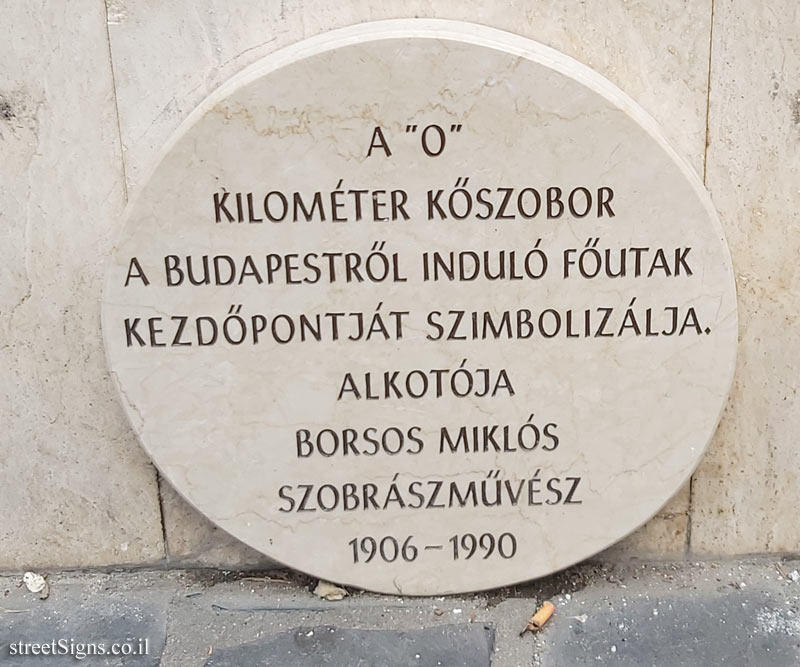 A "0"
KILOMÉTER KŐSZOBOR
A BUDAPESTRŐL INDULÓ FŐUTAK
KEZDŐPONTJÁT SZIMBOLIZÁLJA.
ALKOTÓJA
BORSOS MIKLÓS
SZOBRÁSZMŰVÉSZ
1906 – 1990
streetSigns.co.il